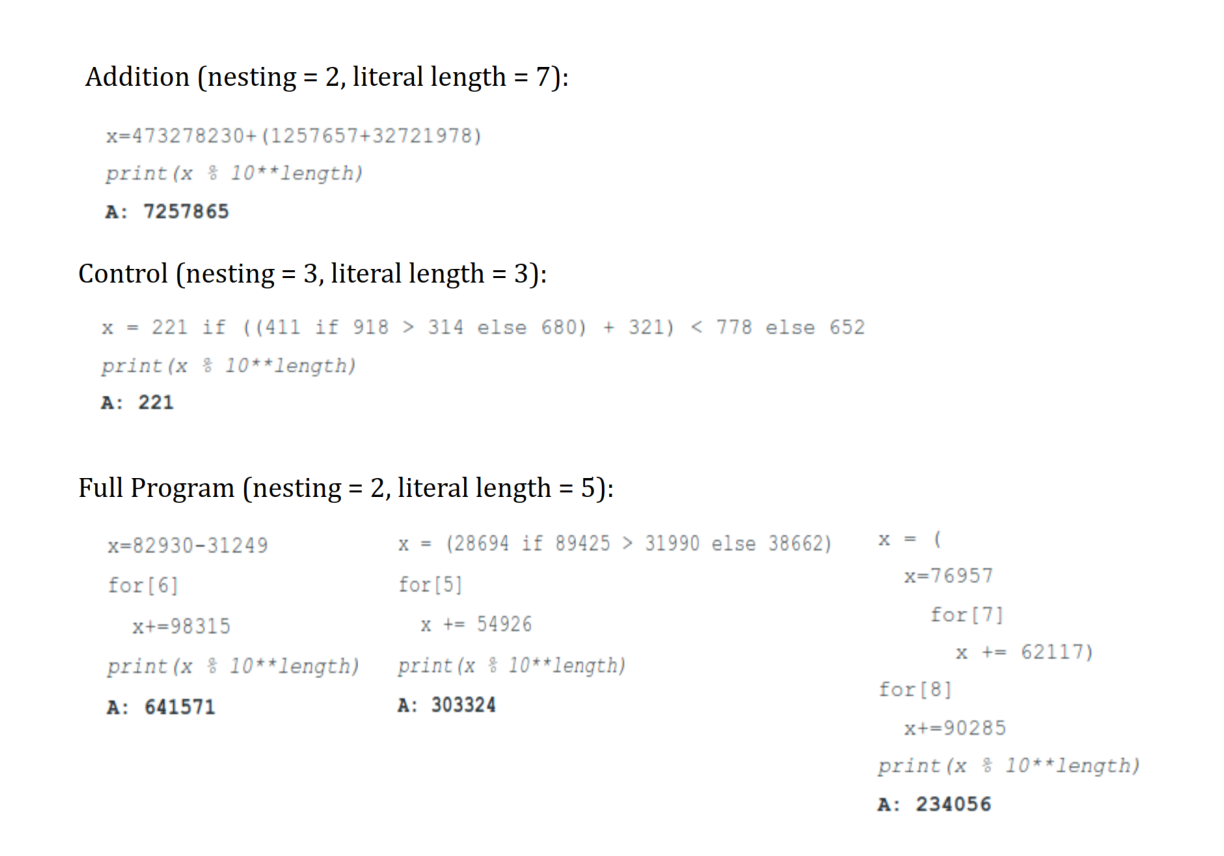 Addition (nesting = 2, literal length = 7):
x=473278230+(1257657+32721978)
print(x % 10**length)
A: 7257865
Control (nesting = 3, literal length = 3):
x = 221 if ((411 if 918 > 314 else 680) + 321) < 778 else 652
print(x % 10**length)
A: 221
Full Program (nesting = 2, literal length = 5):
x=82930-31249
for[6]
x+=98315
print(x % 10**length)
A: 641571
x = (28694 if 89425 > 31990 else 38662)
for[5]
x += 54926
print(x % 10**length)
A: 303324
x = (
x=76957
for[7]
x += 62117)
for[8]
x+=90285
print(x % 10**length)
A: 234056